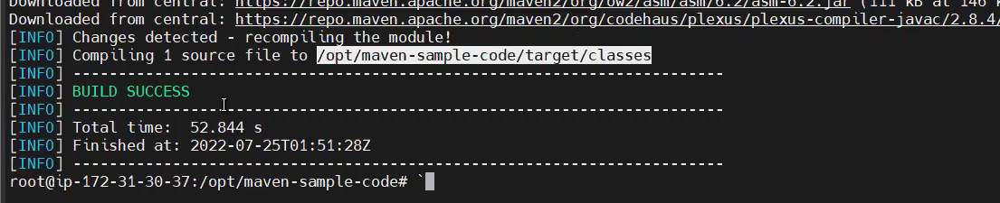 Downloaded from central: https://repo.maven.apache.org/maven2/org/ow2/asm/asm/6.2/asm-6.2.jar (111 kB at 146 k
Downloaded from central: https://repo.maven.apache.org/maven2/org/codehaus/plexus/plexus-compiler-javac/2.8.4/
[INFO] Changes detected - recompiling the module!
[INFO] Compiling 1 source file to /opt/maven-sample-code/target/classes
[INFO] ------------------------------------------------------------------------
[INFO] BUILD SUCCESS
[INFO] ------------------------------------------------------------------------
[INFO] Total time:  52.844 s
[INFO] Finished at: 2022-07-25T01:51:28Z
[INFO] ------------------------------------------------------------------------
root@ip-172-31-30-37:/opt/maven-sample-code# `